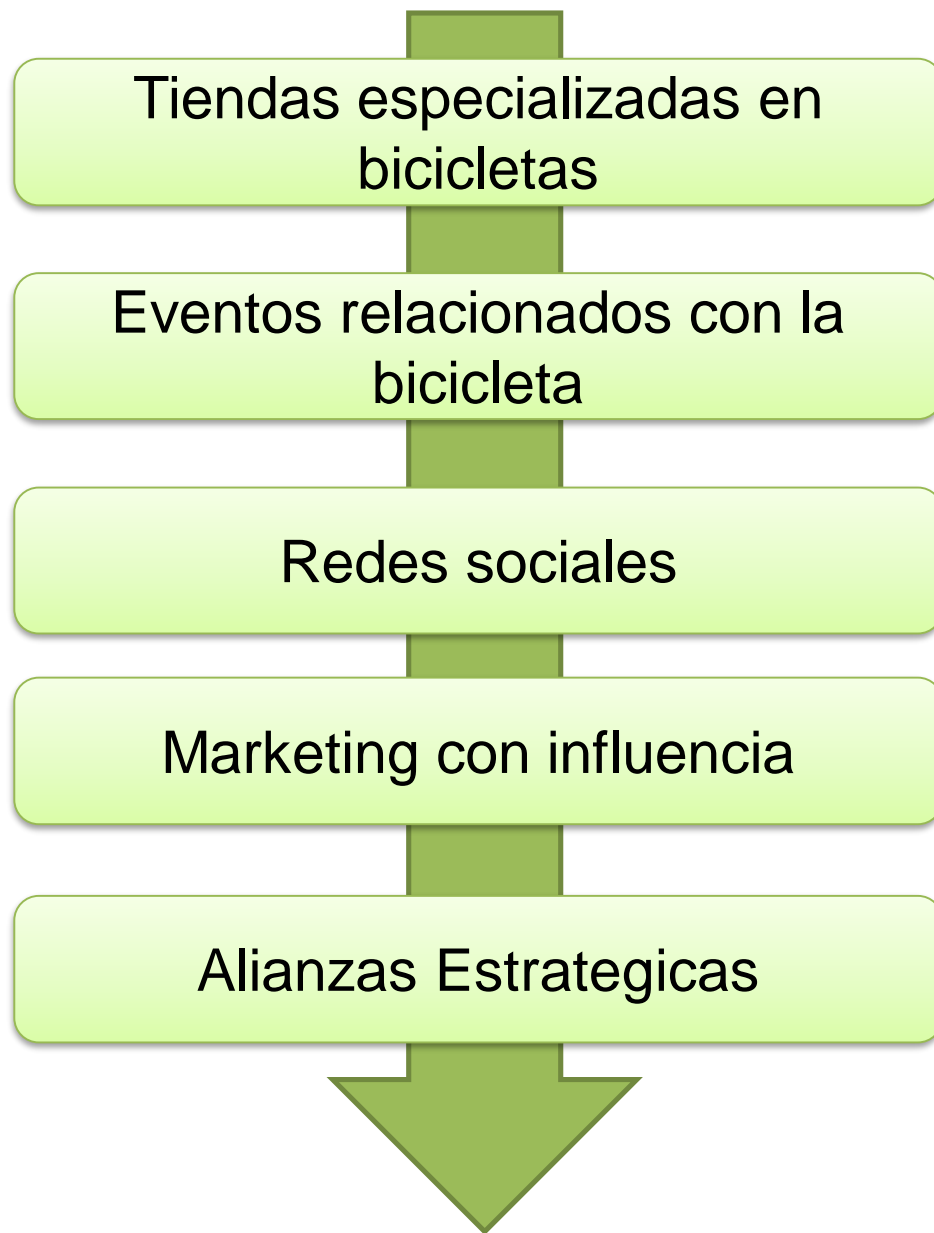 Tiendas especializadas en
bicicletas
Eventos relacionados con la
bicicleta
Redes sociales
Marketing con influencia
Alianzas Estrategicas